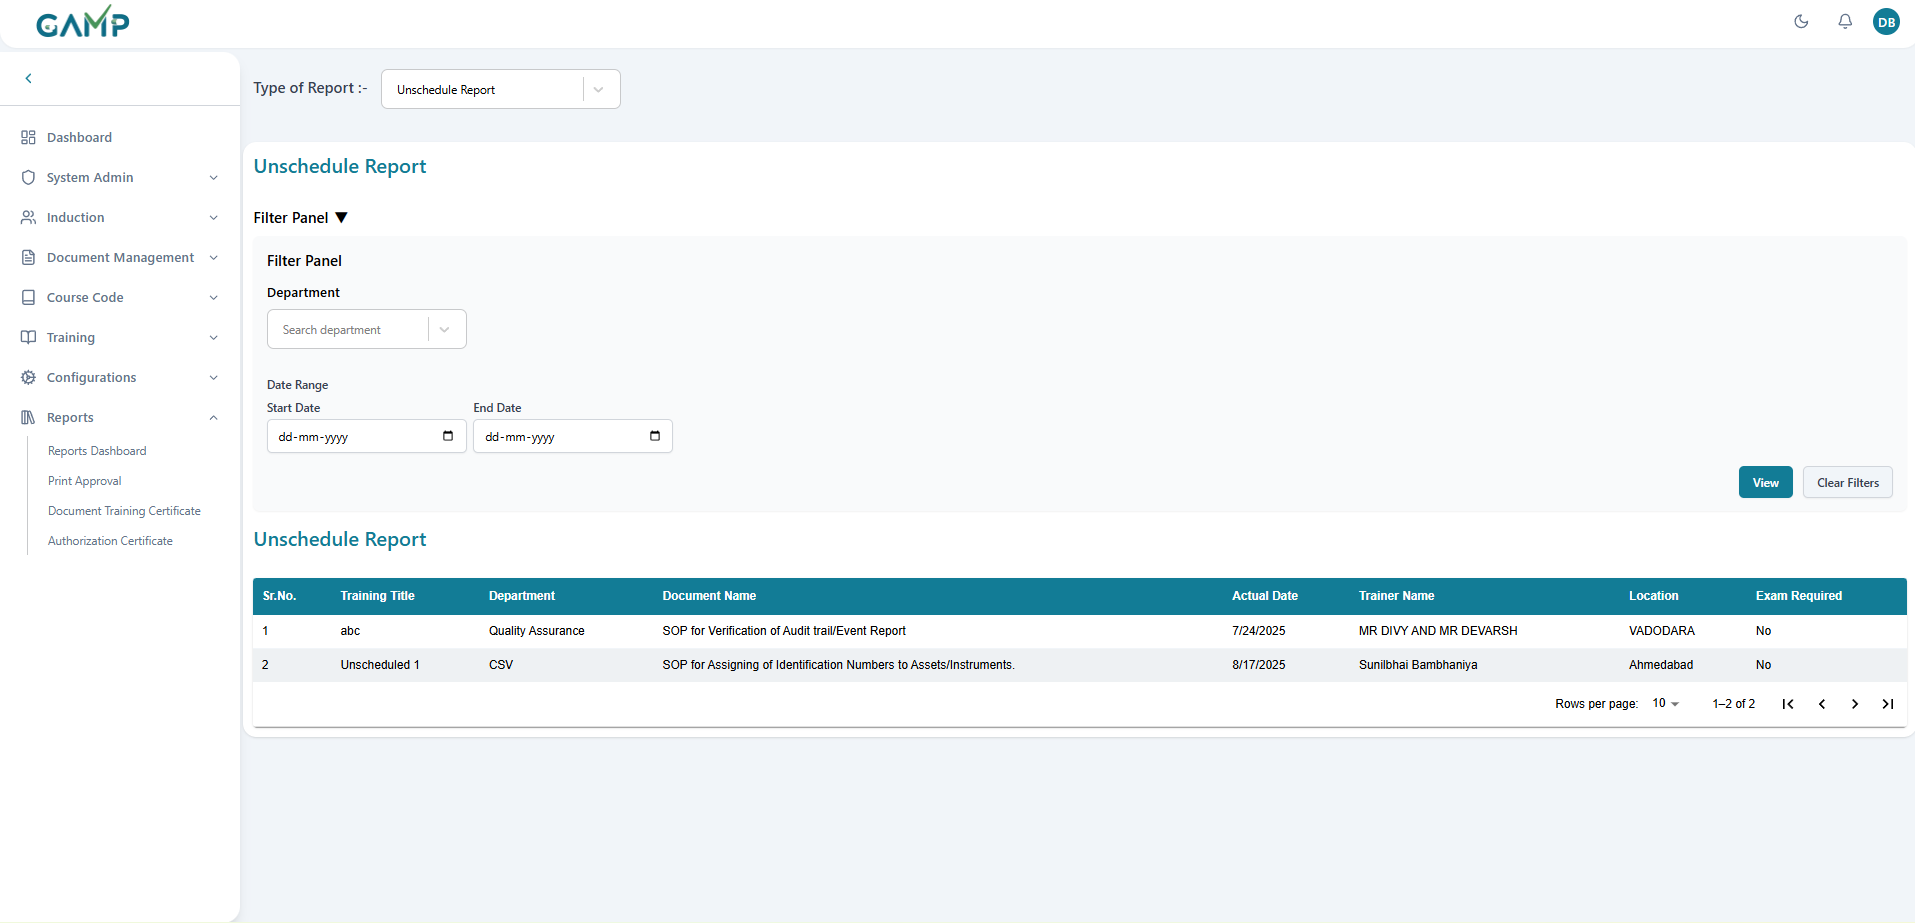 GAMP
DB
Type of Report :-
Unschedule Report
Dashboard
System Admin
Induction
Document Management
Course Code
Training
Configurations
Reports
Reports Dashboard
Print Approval
Document Training Certificate
Authorization Certificate
Unschedule Report
Filter Panel ▼
Filter Panel
Department
Search department
Date Range
Start Date End Date
dd-mm-yyyy dd-mm-yyyy
View Clear Filters
Unschedule Report
Sr.No. Training Title Department Document Name Actual Date Trainer Name Location Exam Required
1 abc Quality Assurance SOP for Verification of Audit trail/Event Report 7/24/2025 MR DIVY AND MR DEVARSH VADODARA No
2 Unscheduled 1 CSV SOP for Assigning of Identification Numbers to Assets/Instruments. 8/17/2025 Sunilbhai Bambhaniya Ahmedabad No
Rows per page: 10 1–2 of 2